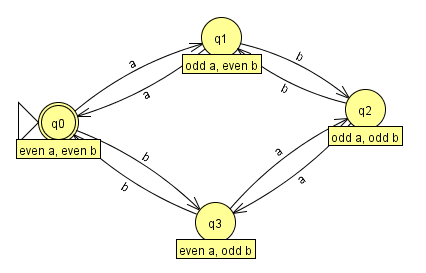 q1
odd a, even b
a
a
b
b
q0
even a, even b
q2
odd a, odd b
b
b
a
a
q3
even a, odd b